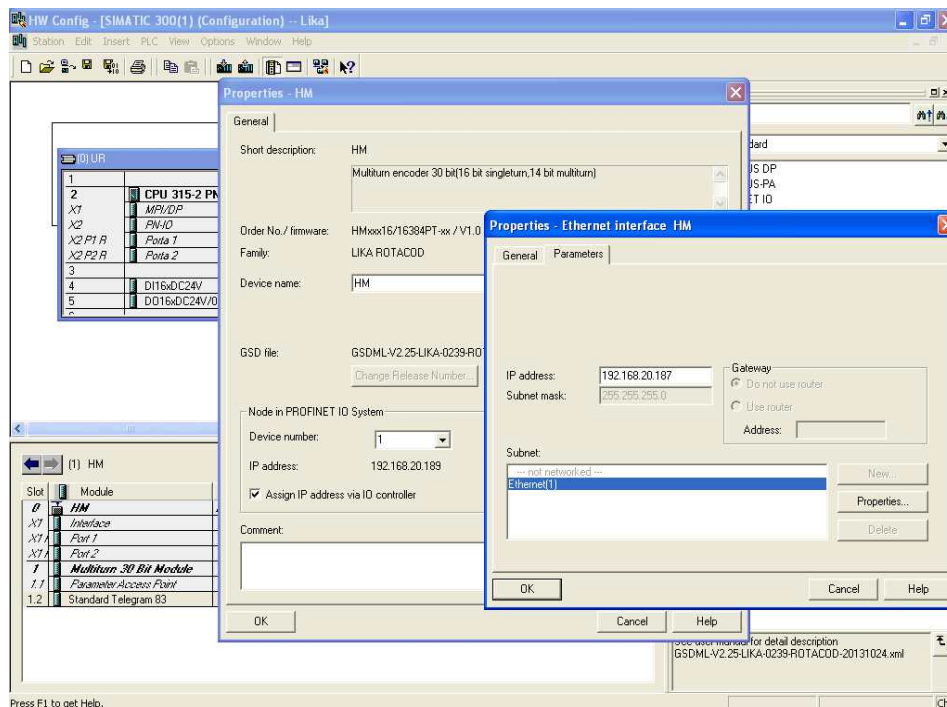 HW Config - [SIMATIC 300(1) (Configuration) -- Lika]
Station Edit Insert PLC View Options Window Help
(0) UR
1
2 CPU 315-2 PN
X1 MPI/DP
X2 PN-IO
X2 P1 R Porta 1
X2 P2 R Porta 2
3
4 DI16xDC24V
5 DO16xDC24V/0
Properties - HM
General
Short description: HM
Multiturn encoder 30 bit(16 bit singleturn,14 bit multiturn)
Order No./ firmware: HMxxx16/16384PT-xx / V1.0
Family: LIKA ROTACOD
Device name: HM
GSD file: GSDML-V2.25-LIKA-0239-ROT
Change Release Number...
Node in PROFINET IO System
Device number: 1
IP address: 192.168.20.189
Assign IP address via IO controller
Comment:
OK Cancel Help
dard
US DP
US-PA
ET IO
Properties - Ethernet interface HM
General Parameters
IP address: 192.168.20.187
Subnet mask: 255.255.255.0
Gateway
Do not use router
Use router
Address:
Subnet:
--- not networked ---
Ethernet(1)
New...
Properties...
Delete
OK Cancel Help
(1) HM
Slot Module
0 HM
X1 Interface
X1 Port 1
X1 Port 2
1 Multiturn 30 Bit Module
1.1 Parameter Access Point
1.2 Standard Telegram 83
See user manual for detail description
GSDML-V2.25-LIKA-0239-ROTACOD-20131024.xml
Press F1 to get Help.
Ch